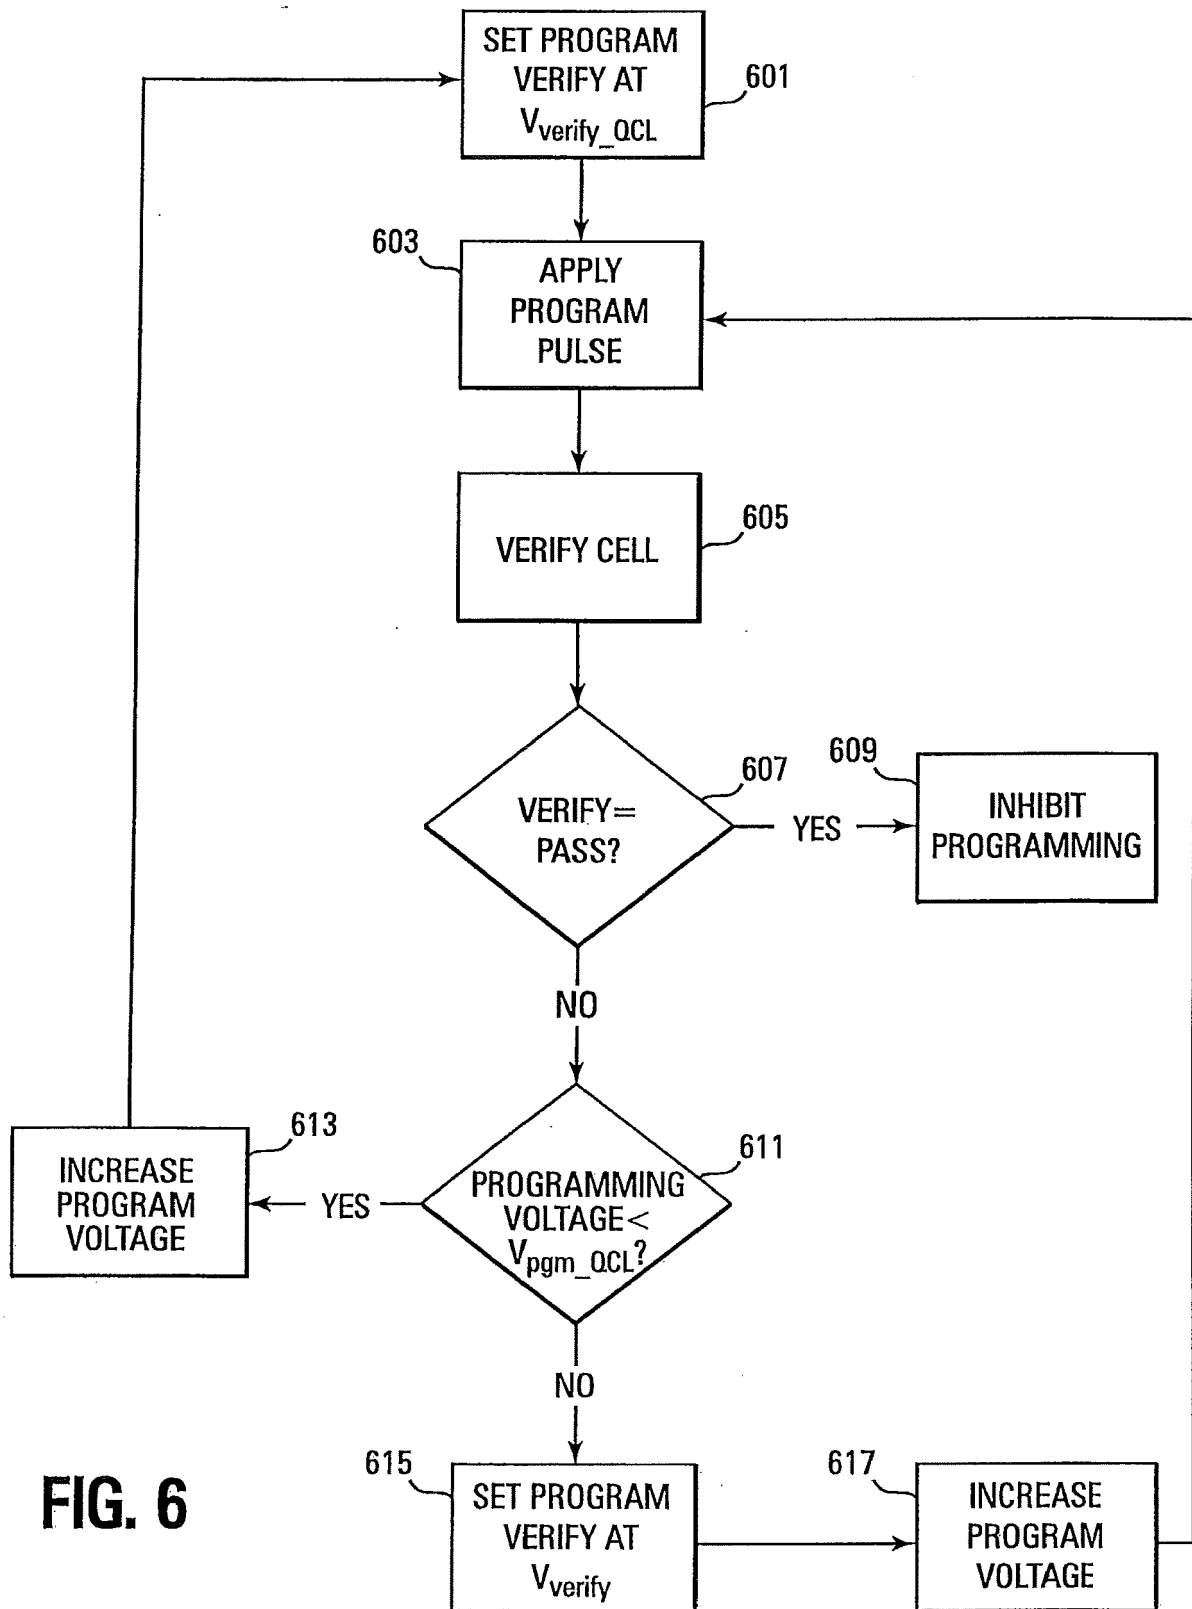 SET PROGRAM
VERIFY AT
Vverify_QCL
601
603
APPLY
PROGRAM
PULSE
605
VERIFY CELL
607
VERIFY=
PASS?
YES
609
INHIBIT
PROGRAMMING
NO
611
PROGRAMMING
VOLTAGE<
Vpgm_QCL?
YES
613
INCREASE
PROGRAM
VOLTAGE
NO
615
SET PROGRAM
VERIFY AT
Vverify
617
INCREASE
PROGRAM
VOLTAGE
FIG. 6